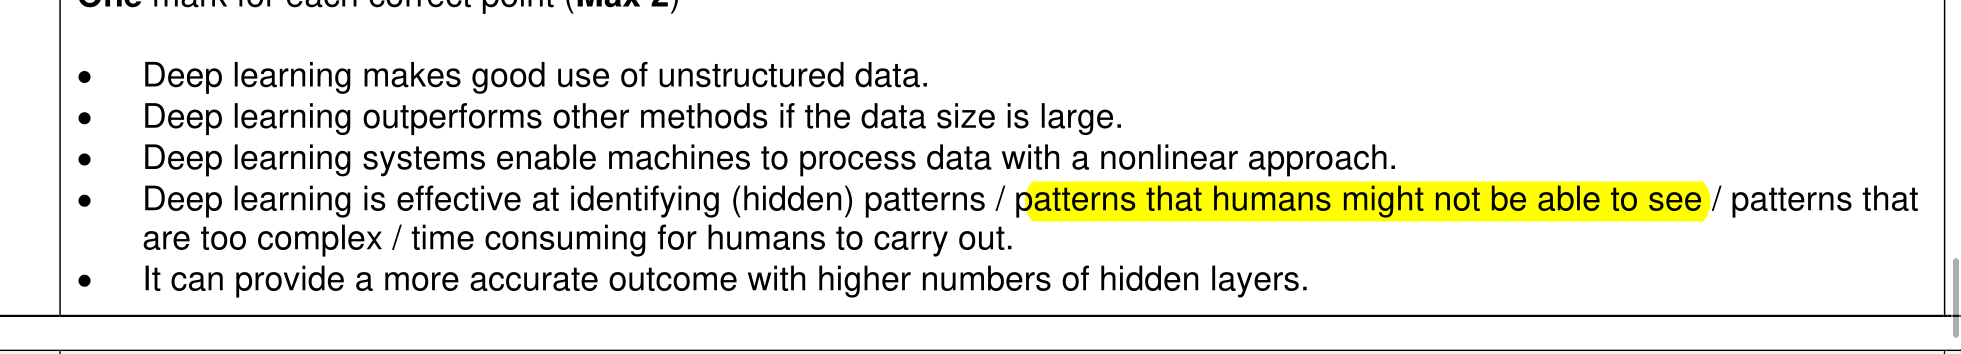 One mark for each correct point (Max 2)
• Deep learning makes good use of unstructured data.
• Deep learning outperforms other methods if the data size is large.
• Deep learning systems enable machines to process data with a nonlinear approach.
• Deep learning is effective at identifying (hidden) patterns / patterns that humans might not be able to see / patterns that
are too complex / time consuming for humans to carry out.
• It can provide a more accurate outcome with higher numbers of hidden layers.